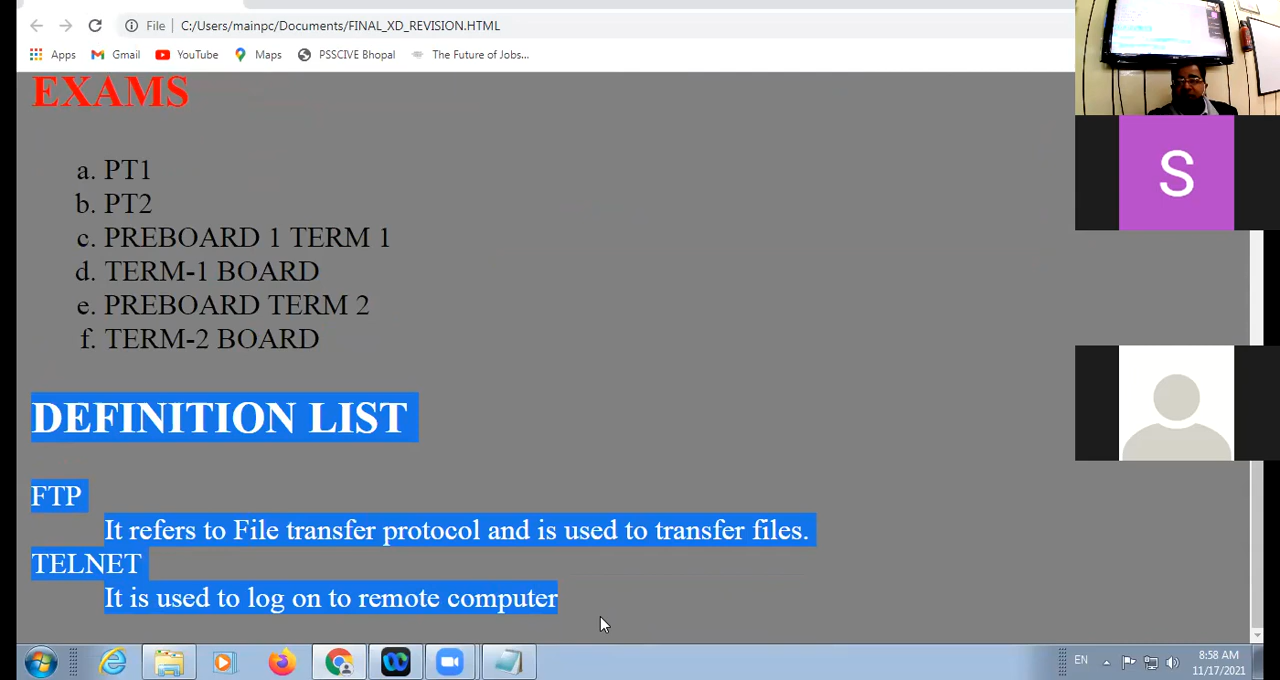 File C:/Users/mainpc/Documents/FINAL_XD_REVISION.HTML
Apps Gmail YouTube Maps PSSCIVE Bhopal The Future of Jobs...
EXAMS
a. PT1
b. PT2
c. PREBOARD 1 TERM 1
d. TERM-1 BOARD
e. PREBOARD TERM 2
f. TERM-2 BOARD
DEFINITION LIST
FTP
It refers to File transfer protocol and is used to transfer files.
TELNET
It is used to log on to remote computer
S
EN
8:58 AM
11/17/2021